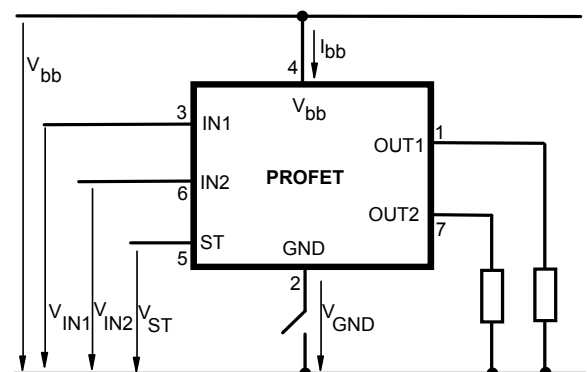 Vbb
Ibb
4
Vbb
3
IN1
1
OUT1
PROFET
6
IN2
OUT2
7
ST
5
GND
2
VIN1
VIN2
VST
VGND